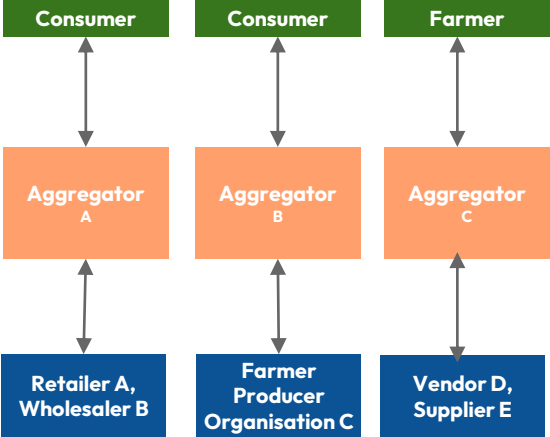 Consumer
Consumer
Farmer
Aggregator
A
Aggregator
B
Aggregator
C
Retailer A,
Wholesaler B
Farmer
Producer
Organisation C
Vendor D,
Supplier E